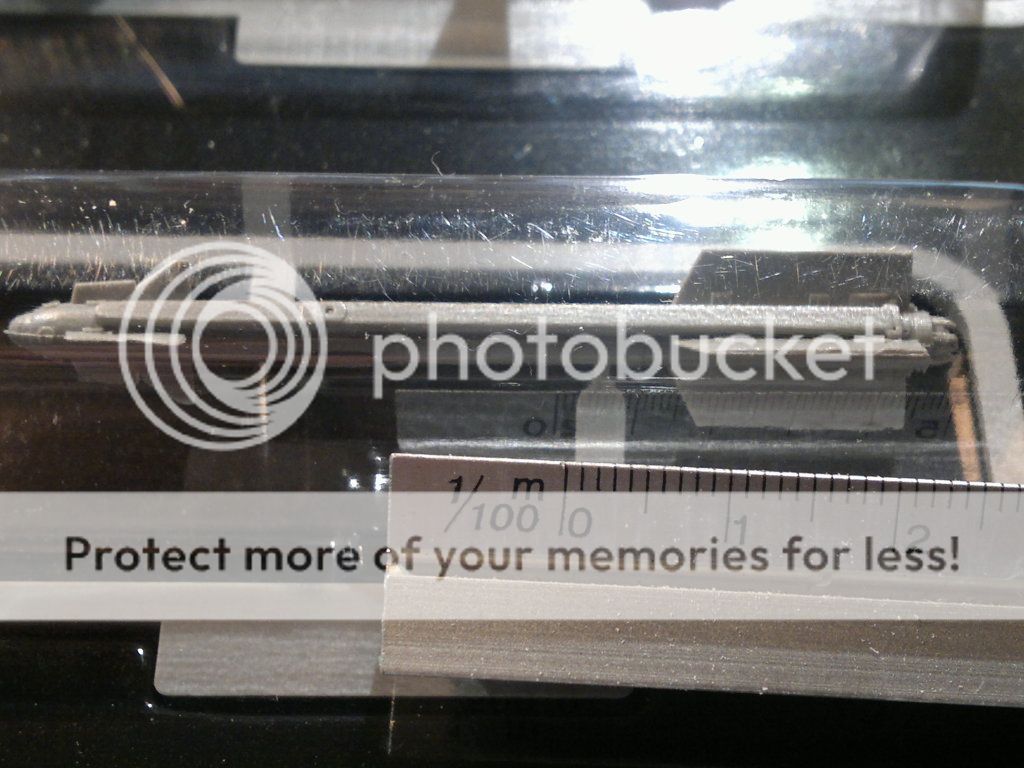 photobucket
1/100 m 0 1 2
Protect more of your memories for less!